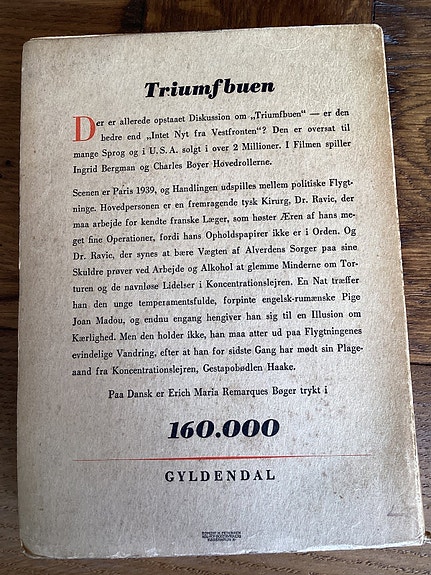 Triumfbuen
Der er allerede opstaaet Diskussion om „Triumfbuen“ — er den
bedre end „Intet Nyt fra Vestfronten“? Den er oversat til
mange Sprog og i U. S. A. solgt i over 2 Millioner. I Filmen spiller
Ingrid Bergman og Charles Boyer Hovedrollerne.
Scenen er Paris 1939, og Handlingen udspilles mellem politiske Flygt-
ninge. Hovedpersonen er en fremragende tysk Kirurg, Dr. Ravic, der
maa arbejde for kendte franske Læger, som høster Æren af hans me-
get fine Operationer, fordi hans Opholdspapirer ikke er i Orden. Og
Dr. Ravic, der synes at bære Vægten af Alverdens Sorger paa sine
Skuldre prøver ved Arbejde og Alkohol at glemme Minderne om Tor-
turen og de navnløse Lidelser i Koncentrationslejren. En Nat træffer
han den unge temperamentsfulde, forpinte engelsk-rumænske Pige
Joan Madou, og endnu engang hengiver han sig til en Illusion om
Kærlighed. Men den holder ikke, han maa atter ud paa Flygtningenes
evindelige Vandring, efter at han for sidste Gang har mødt sin Plage-
aand fra Koncentrationslejren, Gestapobødlen Haake.
Paa Dansk er Erich Maria Remarques Bøger trykt i
160.000
GYLDENDAL